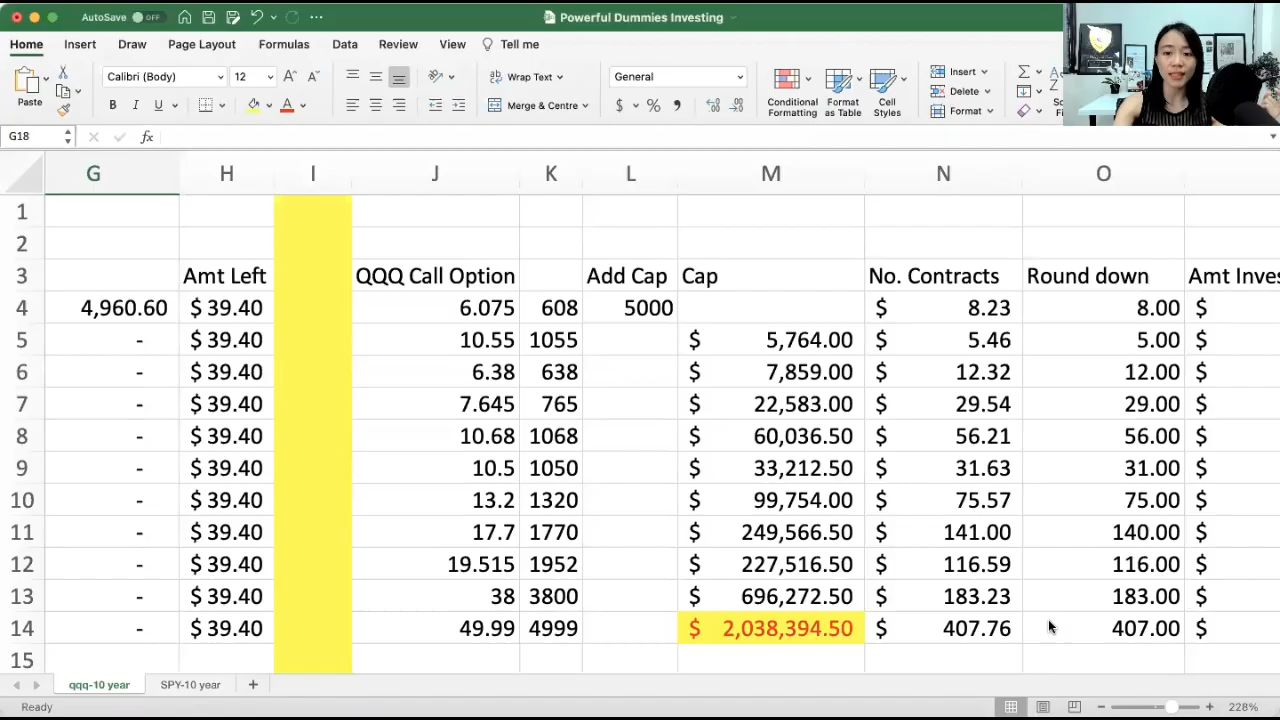 AutoSave OFF ... Powerful Dummies Investing
Home Insert Draw Page Layout Formulas Data Review View Tell me
Paste Calibri (Body) 12 A A Wrap Text General Conditional Formatting Format as Table Cell Styles Insert
B I U A Merge & Centre $ % Delete
Format
G18 fx
G H I J K L M N O
1
2
3 Amt Left QQQ Call Option Add Cap Cap No. Contracts Round down Amt Inves
4 4,960.60 $ 39.40 6.075 608 5000 $ 8.23 8.00 $
5 - $ 39.40 10.55 1055 $ 5,764.00 $ 5.46 5.00 $
6 - $ 39.40 6.38 638 $ 7,859.00 $ 12.32 12.00 $
7 - $ 39.40 7.645 765 $ 22,583.00 $ 29.54 29.00 $
8 - $ 39.40 10.68 1068 $ 60,036.50 $ 56.21 56.00 $
9 - $ 39.40 10.5 1050 $ 33,212.50 $ 31.63 31.00 $
10 - $ 39.40 13.2 1320 $ 99,754.00 $ 75.57 75.00 $
11 - $ 39.40 17.7 1770 $ 249,566.50 $ 141.00 140.00 $
12 - $ 39.40 19.515 1952 $ 227,516.50 $ 116.59 116.00 $
13 - $ 39.40 38 3800 $ 696,272.50 $ 183.23 183.00 $
14 - $ 39.40 49.99 4999 $ 2,038,394.50 $ 407.76 407.00 $
15
qqq-10 year SPY-10 year +
Ready 228%